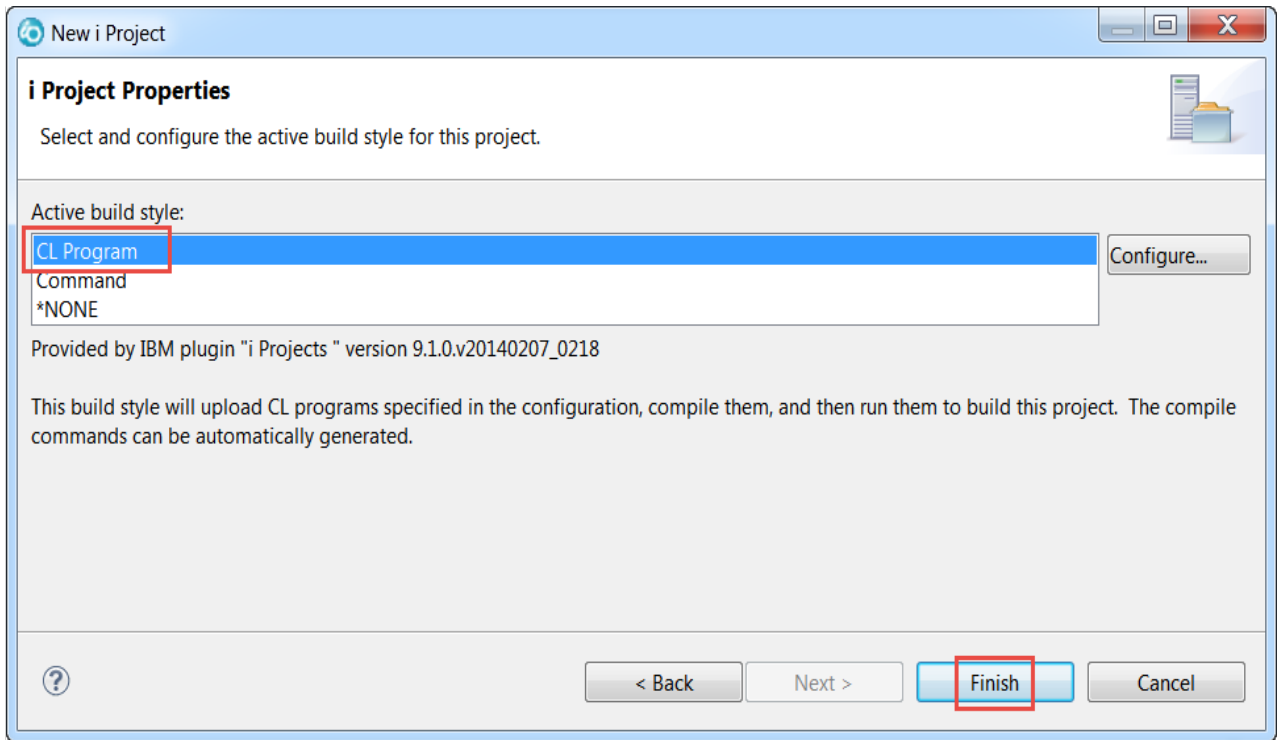 New i Project
i Project Properties
Select and configure the active build style for this project.
Active build style:
CL Program
Configure...
Command
*NONE
Provided by IBM plugin "i Projects " version 9.1.0.v20140207_0218
This build style will upload CL programs specified in the configuration, compile them, and then run them to build this project.  The compile
commands can be automatically generated.
< Back
Next >
Finish
Cancel